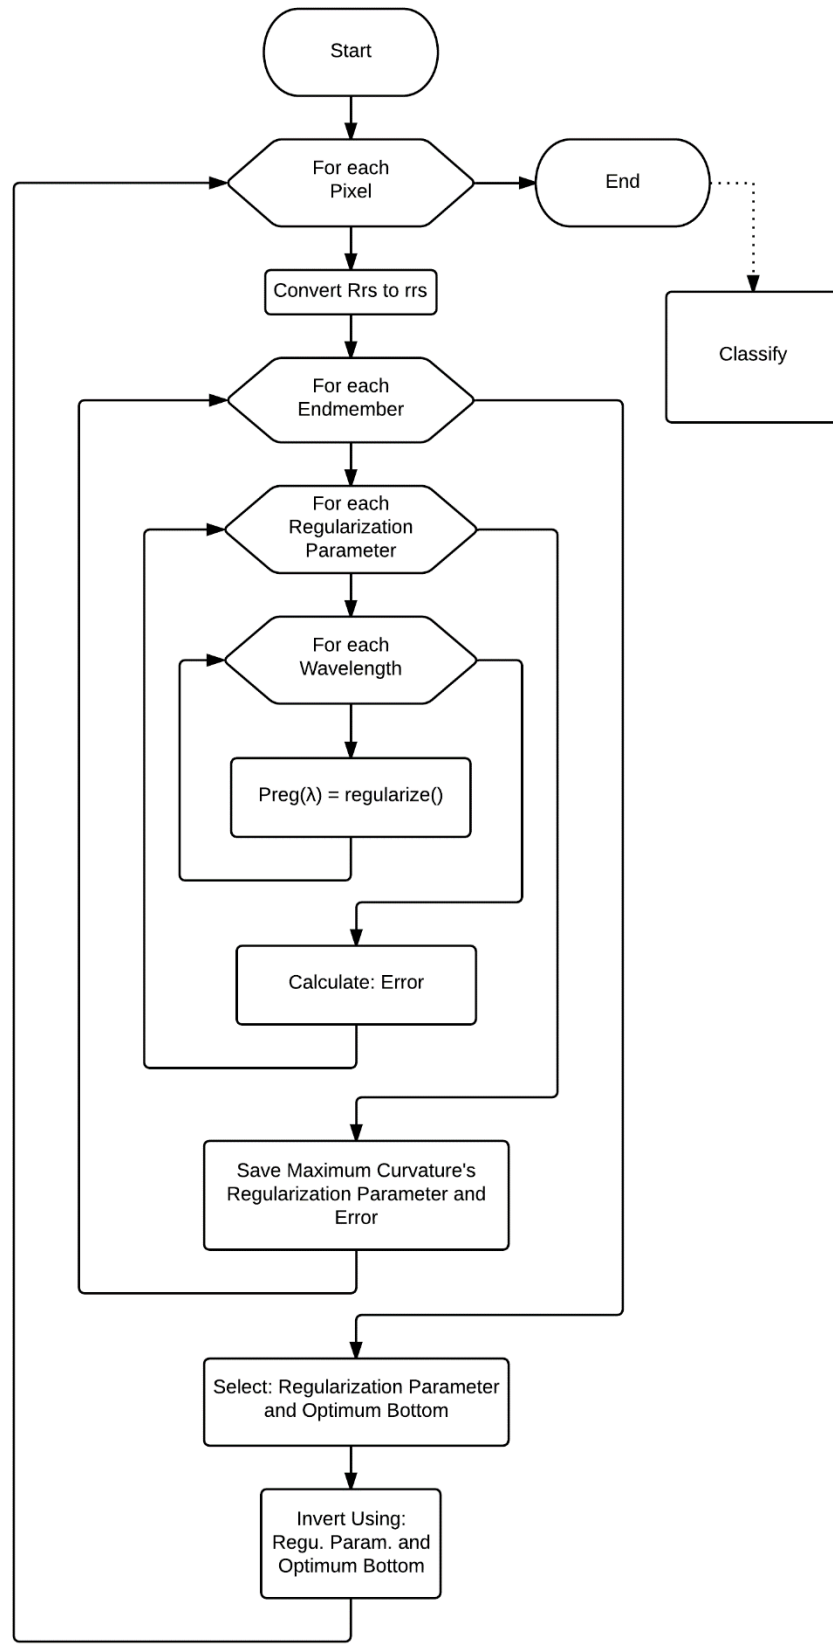 Start
For each
Pixel
End
Convert Rrs to rrs
Classify
For each
Endmember
For each
Regularization
Parameter
For each
Wavelength
Preg(λ) = regularize()
Calculate: Error
Save Maximum Curvature's
Regularization Parameter and
Error
Select: Regularization Parameter
and Optimum Bottom
Invert Using:
Regu. Param. and
Optimum Bottom